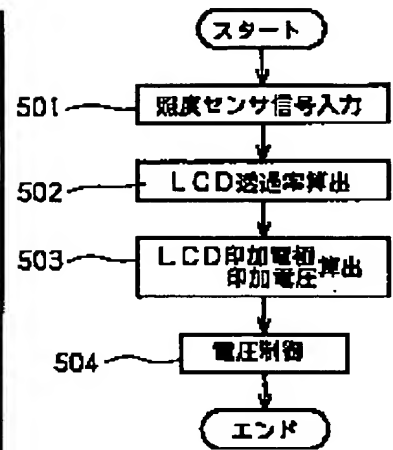 スタート
501 照度センサ信号入力
502 LCD透過率算出
503 LCD印加電極
印加電圧 算出
504 電圧制御
エンド